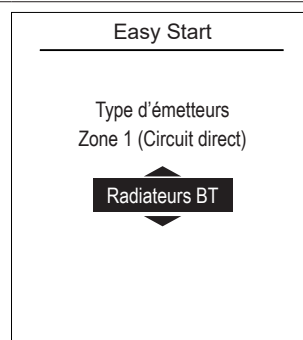 Easy Start
Type d'émetteurs
Zone 1 (Circuit direct)
Radiateurs BT